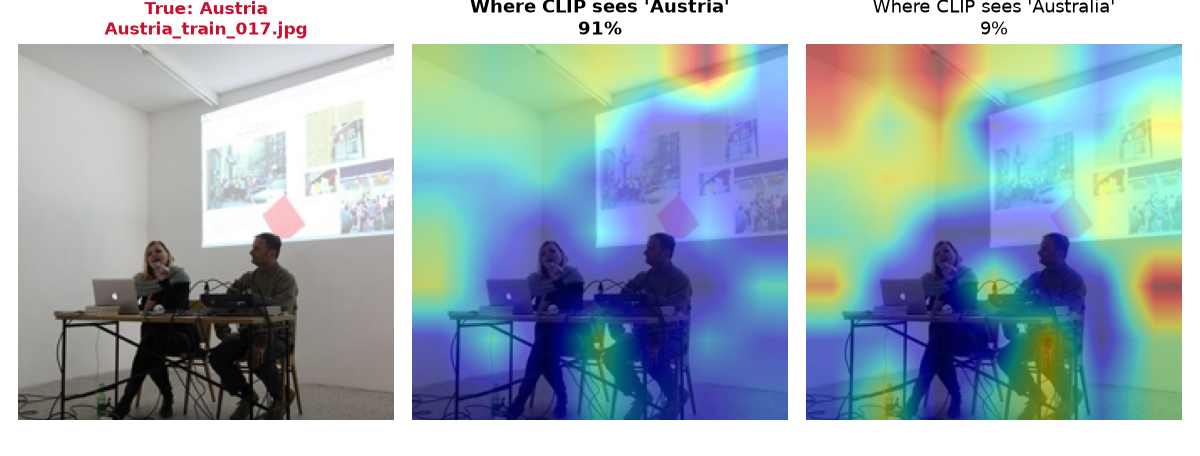 True: Austria
Austria_train_017.jpg
Where CLIP sees 'Austria'
91%
Where CLIP sees 'Australia'
9%